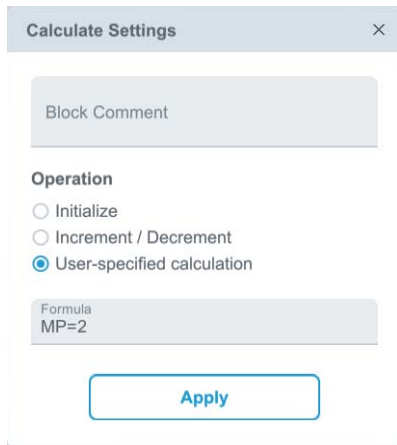 Calculate Settings
Block Comment
Operation
Initialize
Increment / Decrement
User-specified calculation
Formula
MP=2
Apply